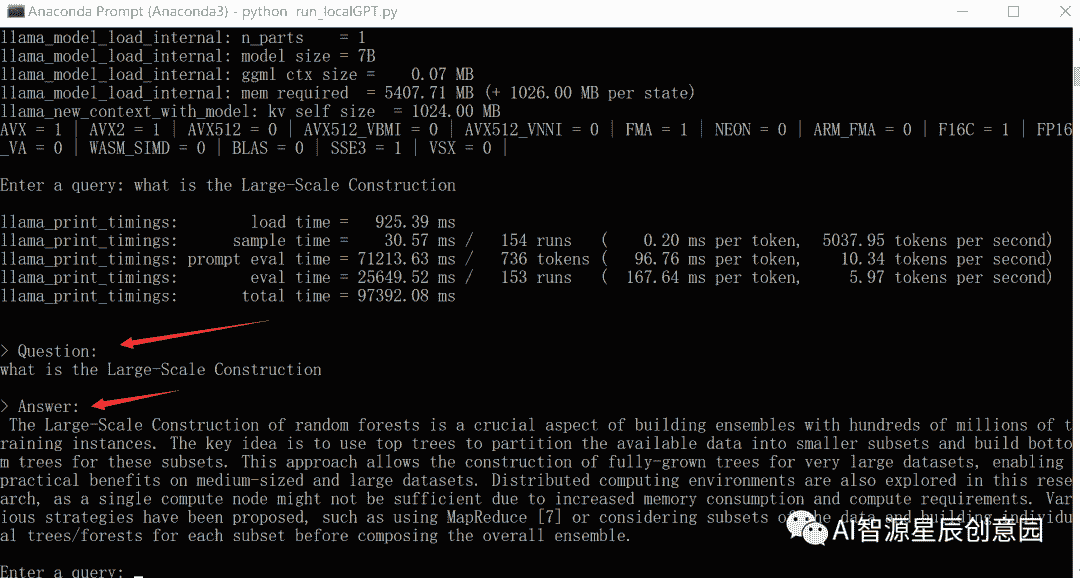 Anaconda Prompt (Anaconda3) - python run_localGPT.py
llama_model_load_internal: n_parts = 1
llama_model_load_internal: model size = 7B
llama_model_load_internal: ggml ctx size = 0.07 MB
llama_model_load_internal: mem required = 5407.71 MB (+ 1026.00 MB per state)
llama_new_context_with_model: kv self size = 1024.00 MB
AVX = 1 | AVX2 = 1 | AVX512 = 0 | AVX512_VBMI = 0 | AVX512_VNNI = 0 | FMA = 1 | NEON = 0 | ARM_FMA = 0 | F16C = 1 | FP16
_VA = 0 | WASM_SIMD = 0 | BLAS = 0 | SSE3 = 1 | VSX = 0 |
Enter a query: what is the Large-Scale Construction
llama_print_timings: load time = 925.39 ms
llama_print_timings: sample time = 30.57 ms / 154 runs ( 0.20 ms per token, 5037.95 tokens per second)
llama_print_timings: prompt eval time = 71213.63 ms / 736 tokens ( 96.76 ms per token, 10.34 tokens per second)
llama_print_timings: eval time = 25649.52 ms / 153 runs ( 167.64 ms per token, 5.97 tokens per second)
llama_print_timings: total time = 97392.08 ms
> Question:
what is the Large-Scale Construction
> Answer:
The Large-Scale Construction of random forests is a crucial aspect of building ensembles with hundreds of millions of t
raining instances. The key idea is to use top trees to partition the available data into smaller subsets and build botto
m trees for these subsets. This approach allows the construction of fully-grown trees for very large datasets, enabling
practical benefits on medium-sized and large datasets. Distributed computing environments are also explored in this rese
arch, as a single compute node might not be sufficient due to increased memory consumption and compute requirements. Var
ious strategies have been proposed, such as using MapReduce [7] or considering subsets of the data and building individu
al trees/forests for each subset before composing the overall ensemble.
AI智源星辰创意园
Enter a query: _